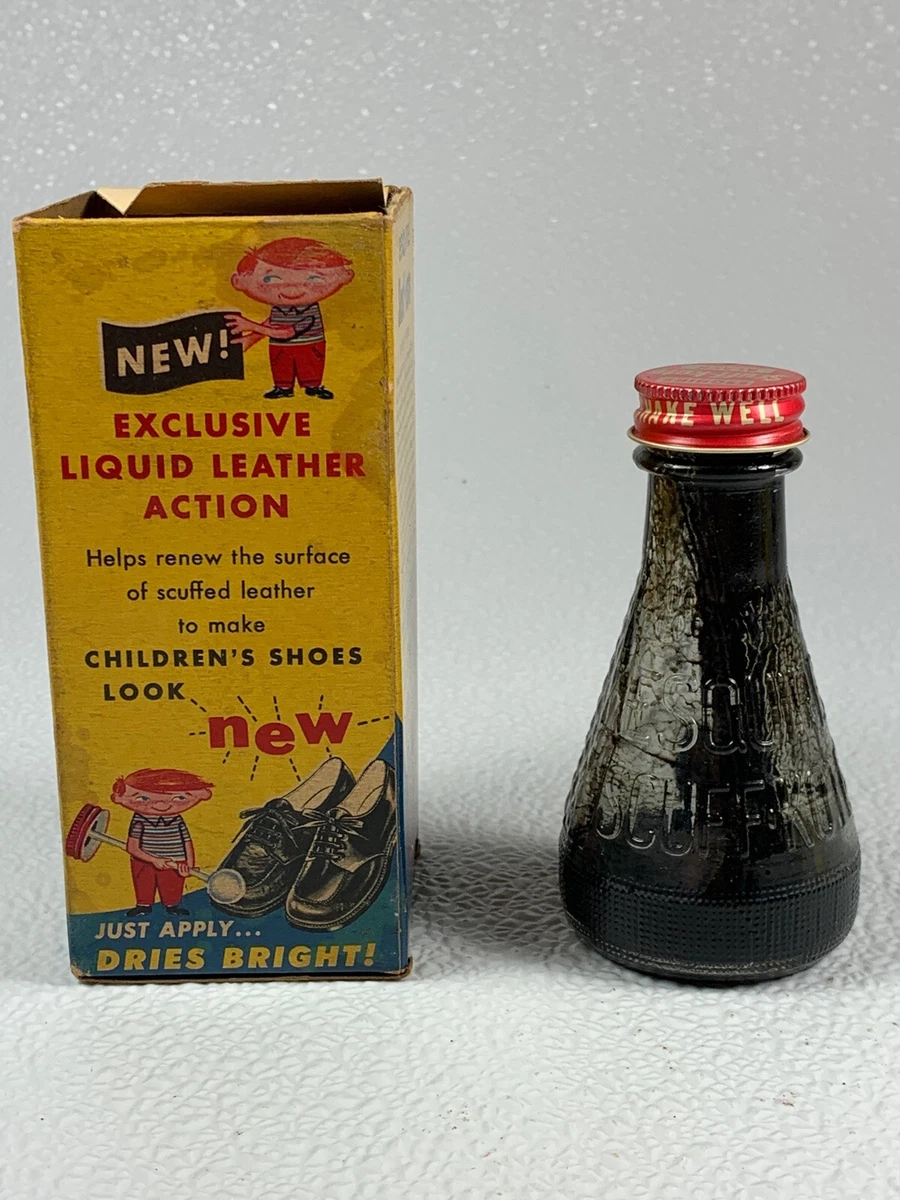 NEW!
EXCLUSIVE
LIQUID LEATHER
ACTION
Helps renew the surface
of scuffed leather
to make
CHILDREN'S SHOES
LOOK
new
JUST APPLY...
DRIES BRIGHT!
WELL